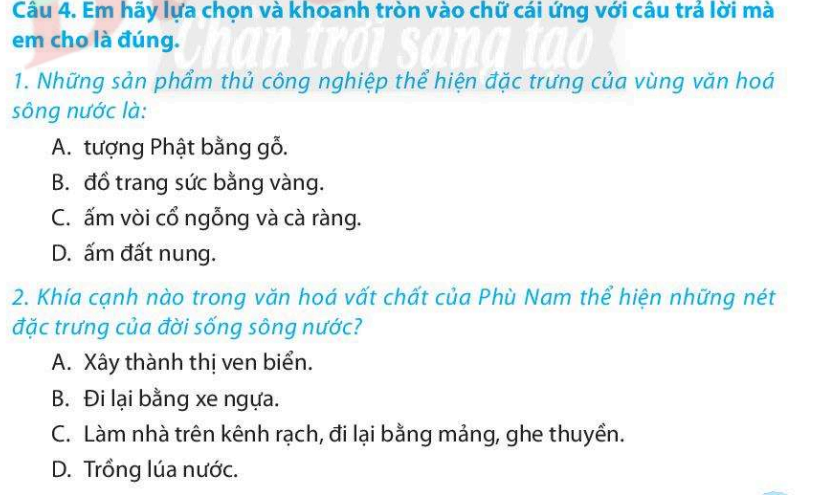 Câu 4. Em hãy lựa chọn và khoanh tròn vào chữ cái ứng với câu trả lời mà
em cho là đúng.
Chân trời sáng tạo
1. Những sản phẩm thủ công nghiệp thể hiện đặc trưng của vùng văn hoá
sông nước là:
A. tượng Phật bằng gỗ.
B. đồ trang sức bằng vàng.
C. ấm vòi cổ ngỗng và cà ràng.
D. ấm đất nung.
2. Khía cạnh nào trong văn hoá vất chất của Phù Nam thể hiện những nét
đặc trưng của đời sống sông nước?
A. Xây thành thị ven biển.
B. Đi lại bằng xe ngựa.
C. Làm nhà trên kênh rạch, đi lại bằng mảng, ghe thuyền.
D. Trồng lúa nước.